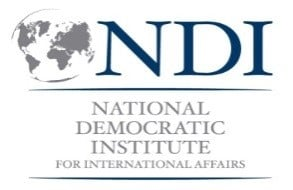 NDI
NATIONAL
DEMOCRATIC
INSTITUTE
FOR INTERNATIONAL AFFAIRS